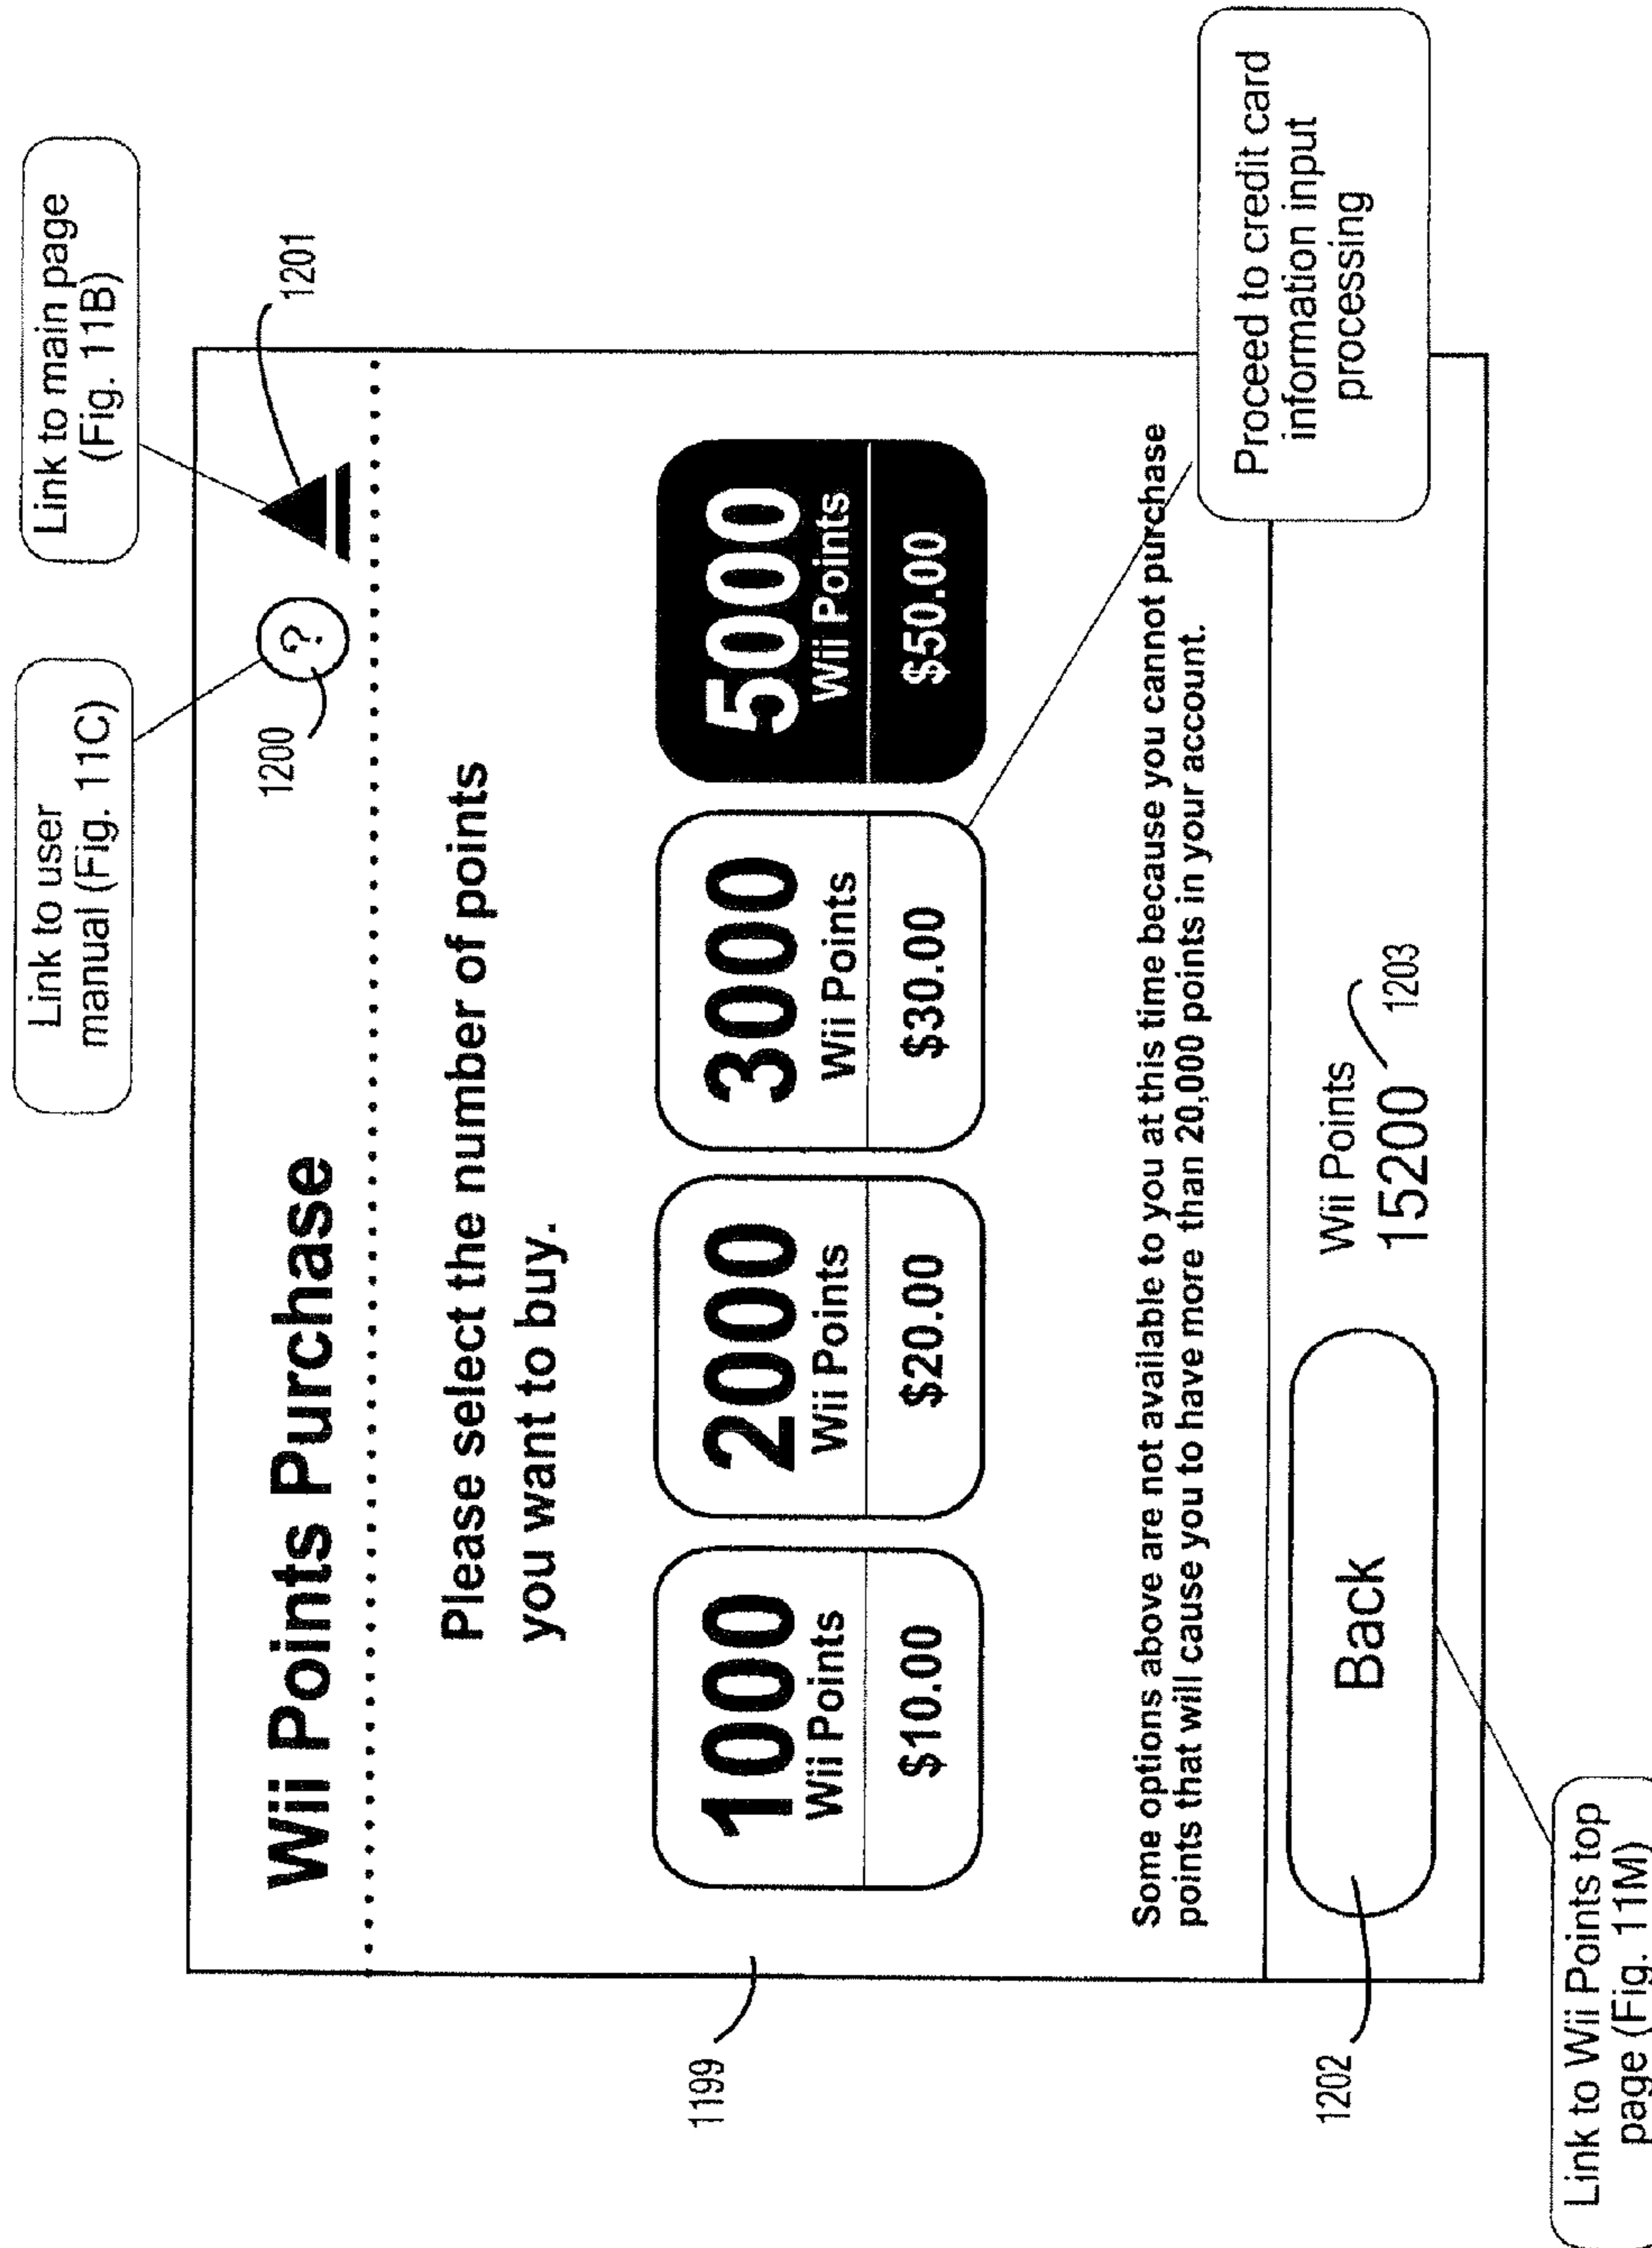 Link to user
manual (Fig. 11C)
Link to main page
(Fig. 11B)
Wii Points Purchase
?
1200
1201
Please select the number of points
you want to buy.
1199
1000
Wii Points
$10.00
2000
Wii Points
$20.00
3000
Wii Points
$30.00
5000
Wii Points
$50.00
Some options above are not available to you at this time because you cannot purchase
points that will cause you to have more than 20,000 points in your account.
Proceed to credit card
information input
processing
1202
Back
Wii Points
15200
1203
Link to Wii Points top
page (Fig. 11M)